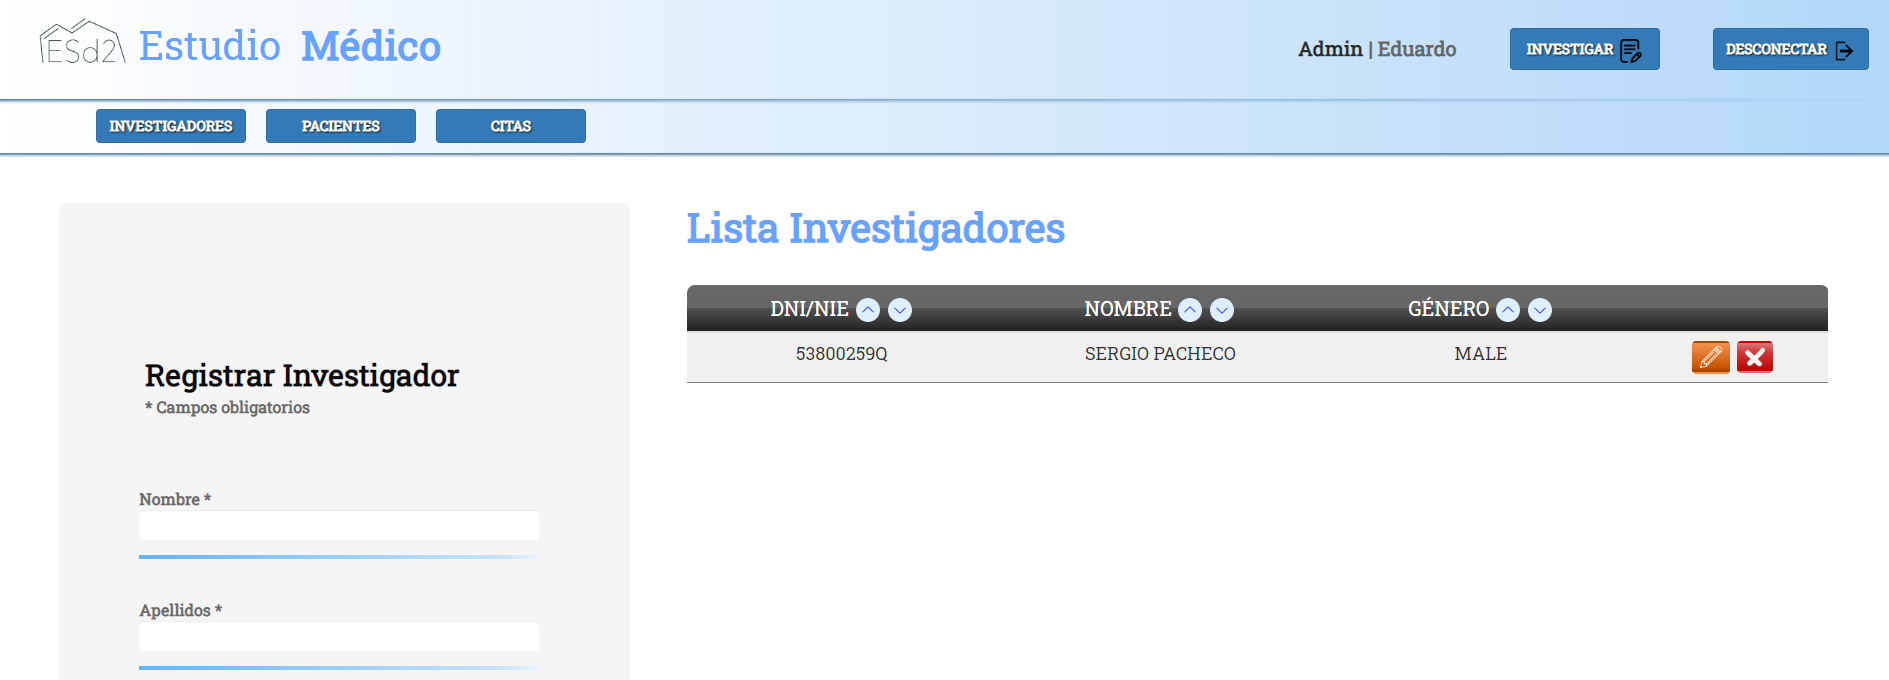 ESd2 Estudio Médico
Admin | Eduardo
INVESTIGAR
DESCONECTAR
INVESTIGADORES
PACIENTES
CITAS
Registrar Investigador
* Campos obligatorios
Nombre *
Apellidos *
Lista Investigadores
DNI/NIE NOMBRE GÉNERO
53800259Q SERGIO PACHECO MALE